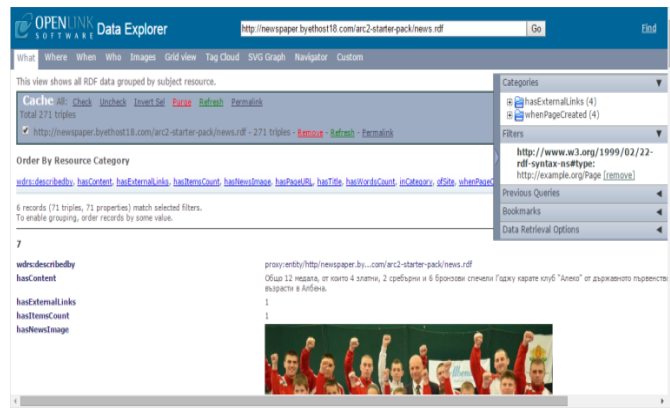 OPENLINK Data Explorer
SOFTWARE
http://newspaper.byethost18.com/arc2-starter-pack/news.rdf
Go
Find
What Where When Who Images Grid view Tag Cloud SVG Graph Navigator Custom
This view shows all RDF data grouped by subject resource.
Cache All: Check Uncheck Invert Sel Purge Refresh Permalink
Total 271 triples
http://newspaper.byethost18.com/arc2-starter-pack/news.rdf - 271 triples - Remove - Refresh - Permalink
Categories
hasExternalLinks (4)
whenPageCreated (4)
Filters
http://www.w3.org/1999/02/22-
rdf-syntax-ns#type:
http://example.org/Page [remove]
Previous Queries
Bookmarks
Data Retrieval Options
Order By Resource Category
wdrs:describedby, hasContent, hasExternalLinks, hasItemsCount, hasNewsImage, hasPageURL, hasTitle, hasWordsCount, inCategory, ofSite, whenPageC
6 records (71 triples, 71 properties) match selected filters.
To enable grouping, order records by some value.
7
wdrs:describedby proxy:entity/http/newspaper.by...com/arc2-starter-pack/news.rdf
hasContent Общо 12 медала, от които 4 златни, 2 сребърни и 6 бронзови спечели Годжу карате клуб "Алеко" от държавното първенств
възрасти в Албена.
hasExternalLinks 1
hasItemsCount 1
hasNewsImage